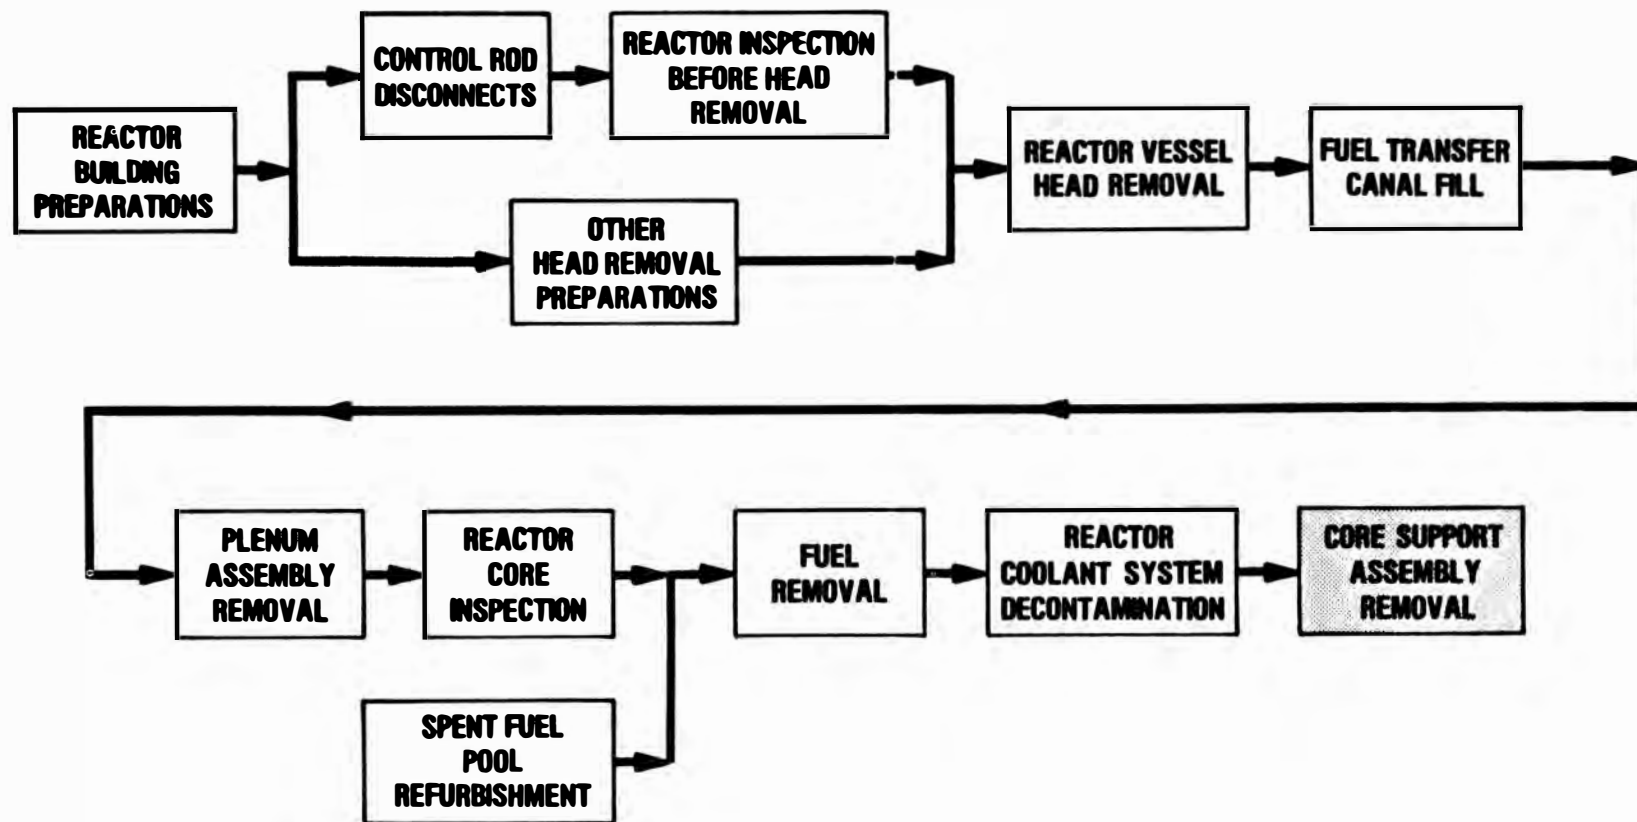 CONTROL ROD
DISCONNECTS
REACTOR INSPECTION
BEFORE HEAD
REMOVAL
REACTOR
BUILDING
PREPARATIONS
OTHER
HEAD REMOVAL
PREPARATIONS
REACTOR VESSEL
HEAD REMOVAL
FUEL TRANSFER
CANAL FILL
PLENUM
ASSEMBLY
REMOVAL
REACTOR
CORE
INSPECTION
SPENT FUEL
POOL
REFURBISHMENT
FUEL
REMOVAL
REACTOR
COOLANT SYSTEM
DECONTAMINATION
CORE SUPPORT
ASSEMBLY
REMOVAL